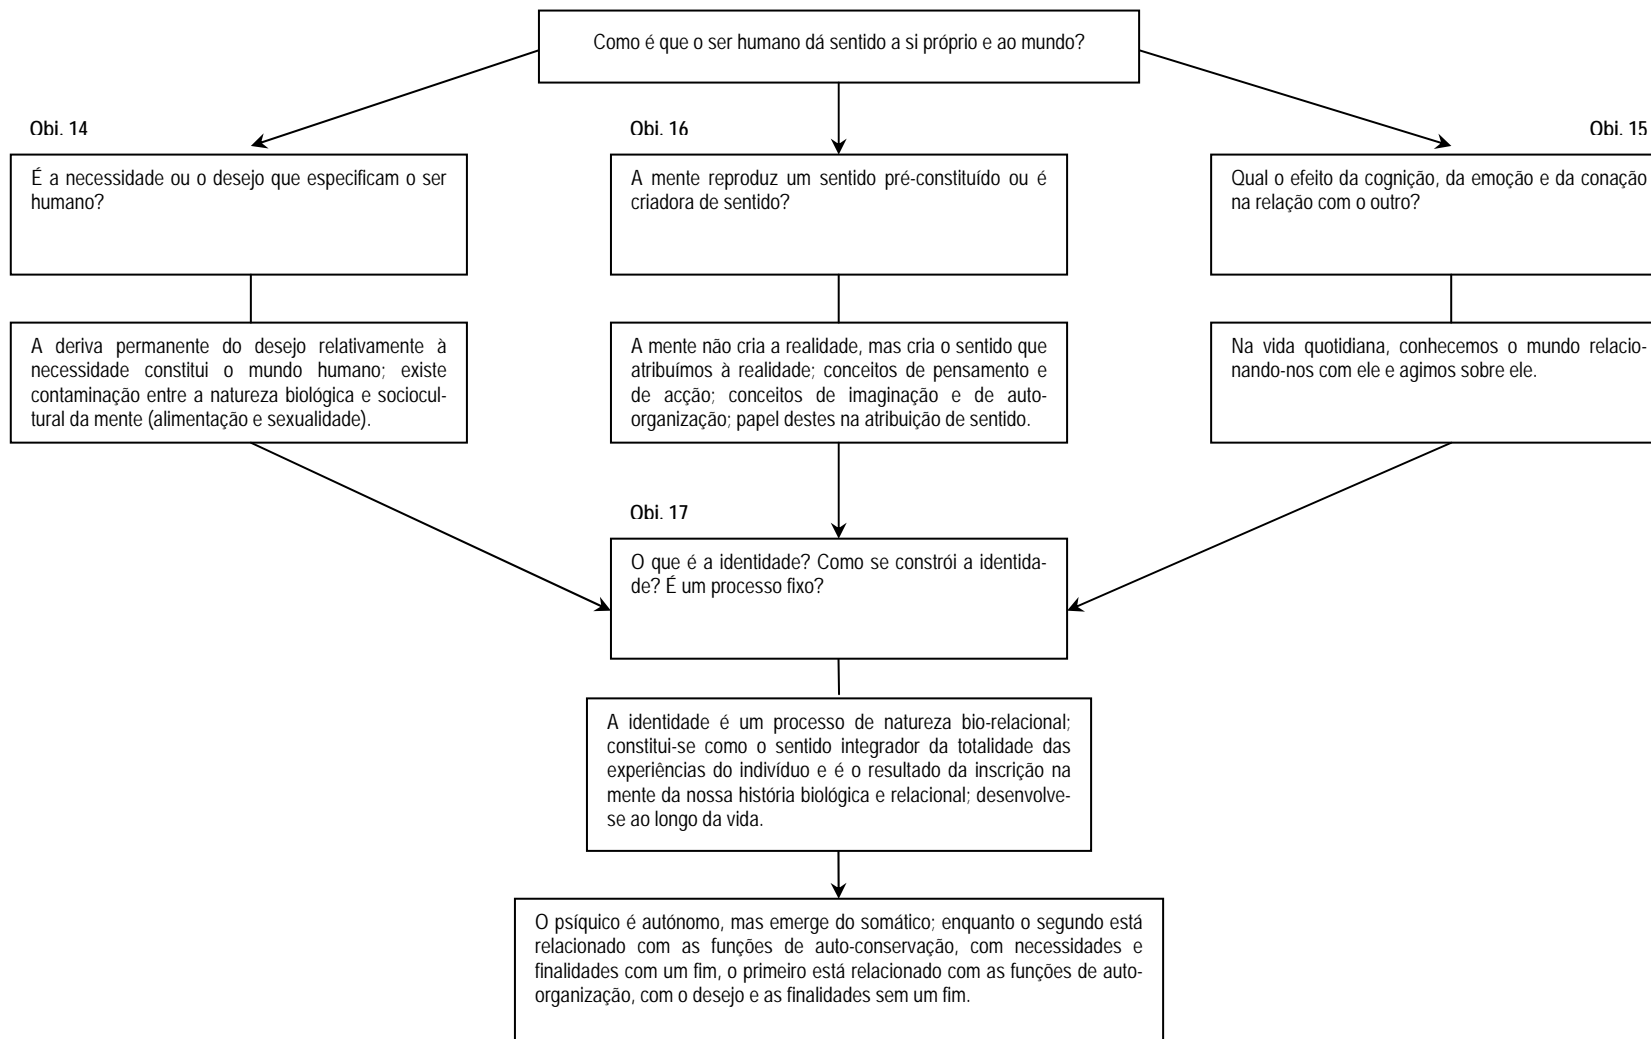 Como é que o ser humano dá sentido a si próprio e ao mundo?
Obj. 14
É a necessidade ou o desejo que especificam o ser
humano?
A deriva permanente do desejo relativamente à
necessidade constitui o mundo humano; existe
contaminação entre a natureza biológica e sociocul-
tural da mente (alimentação e sexualidade).
Obj. 16
A mente reproduz um sentido pré-constituído ou é
criadora de sentido?
A mente não cria a realidade, mas cria o sentido que
atribuímos à realidade; conceitos de pensamento e
de acção; conceitos de imaginação e de auto-
organização; papel destes na atribuição de sentido.
Obj. 15
Qual o efeito da cognição, da emoção e da conação
na relação com o outro?
Na vida quotidiana, conhecemos o mundo relacio-
nando-nos com ele e agimos sobre ele.
Obj. 17
O que é a identidade? Como se constrói a identida-
de? É um processo fixo?
A identidade é um processo de natureza bio-relacional;
constitui-se como o sentido integrador da totalidade das
experiências do indivíduo e é o resultado da inscrição na
mente da nossa história biológica e relacional; desenvolve-
se ao longo da vida.
O psíquico é autónomo, mas emerge do somático; enquanto o segundo está
relacionado com as funções de auto-conservação, com necessidades e
finalidades com um fim, o primeiro está relacionado com as funções de auto-
organização, com o desejo e as finalidades sem um fim.